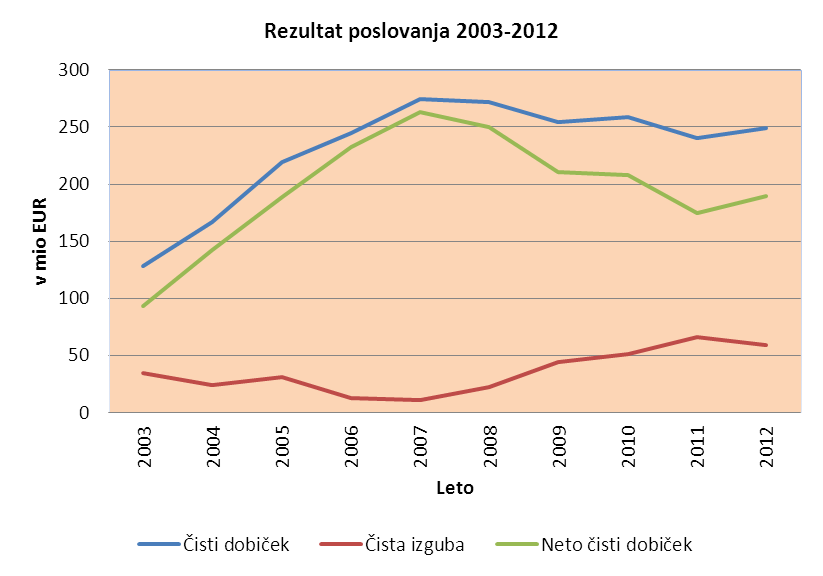 Rezultat poslovanja 2003-2012
300
250
200
150
100
50
0
v mio EUR
2003 2004 2005 2006 2007 2008 2009 2010 2011 2012
Leto
Čisti dobiček Čista izguba Neto čisti dobiček